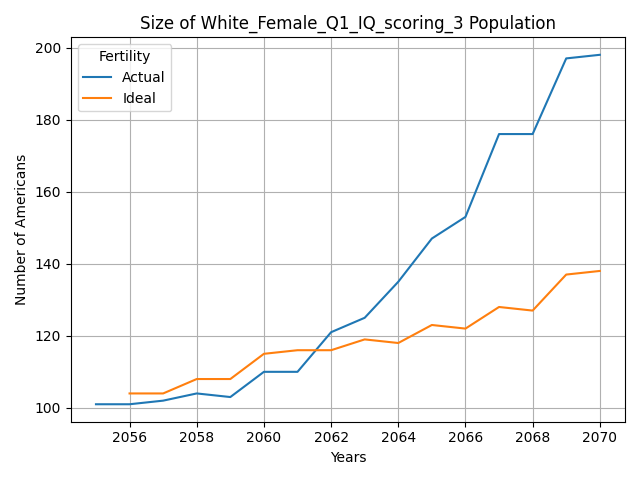 Size of White_Female_Q1_IQ_scoring_3 Population
Fertility
Actual
Ideal
Number of Americans
200
180
160
140
120
100
2056 2058 2060 2062 2064 2066 2068 2070
Years